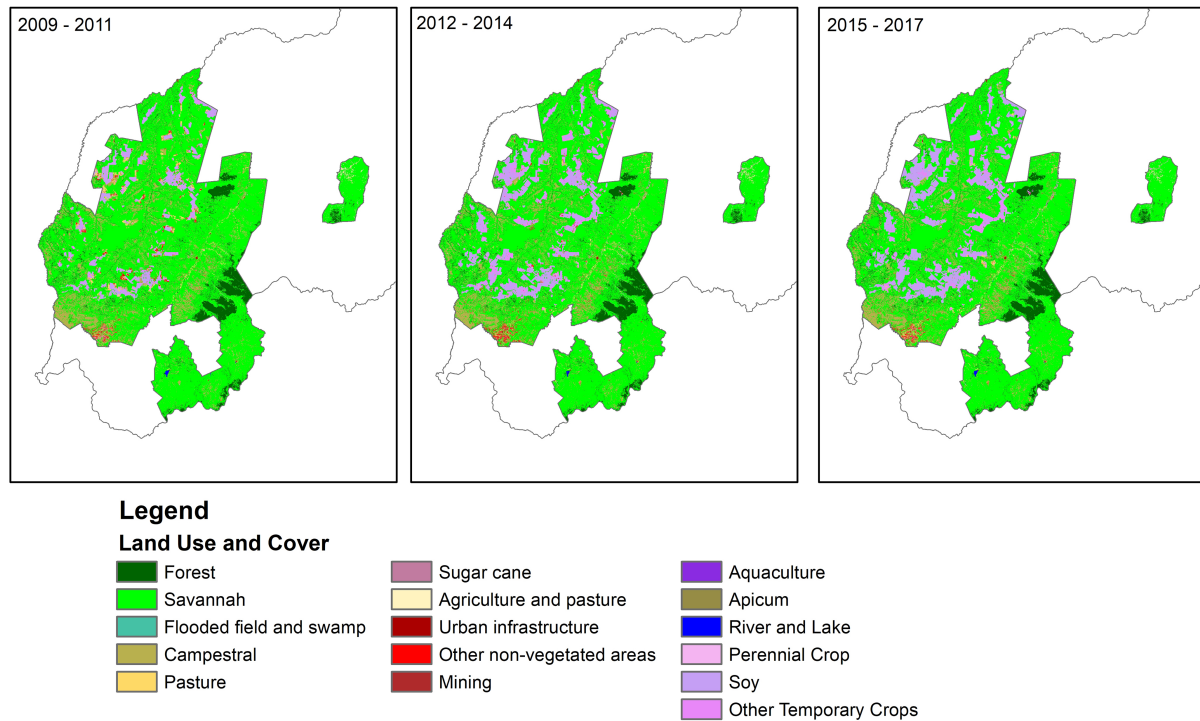 2009 - 2011
2012 - 2014
2015 - 2017
Legend
Land Use and Cover
Forest
Savannah
Flooded field and swamp
Campestral
Pasture
Sugar cane
Agriculture and pasture
Urban infrastructure
Other non-vegetated areas
Mining
Aquaculture
Apicum
River and Lake
Perennial Crop
Soy
Other Temporary Crops